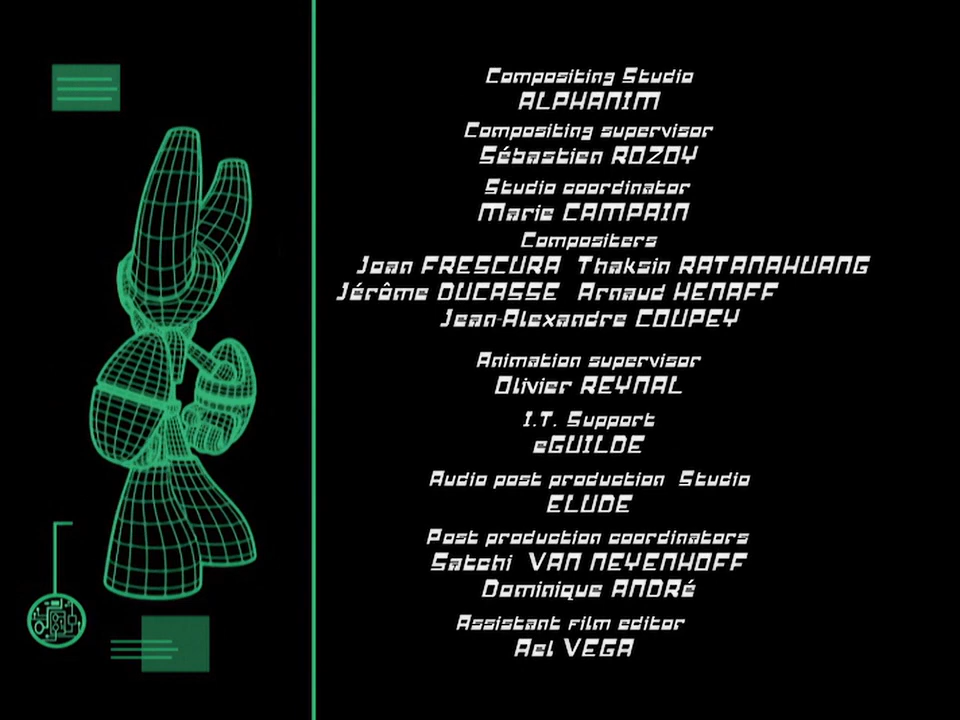 Compositing Studio
ALPHANIM
Compositing supervisor
Sébastien ROZOY
Studio coordinator
Marie CAMPAIN
Compositers
Joan FRESCURA Thaksin RATANAHUANG
Jérôme DUCASSE Arnaud HENAFF
Jean-Alexandre COUPEY
Animation supervisor
Olivier REYNAL
I.T. Support
eGUILDE
Audio post production Studio
ELUDE
Post production coordinators
Satchi VAN NEYENHOFF
Dominique ANDRé
Assistant film editor
Ael VEGA